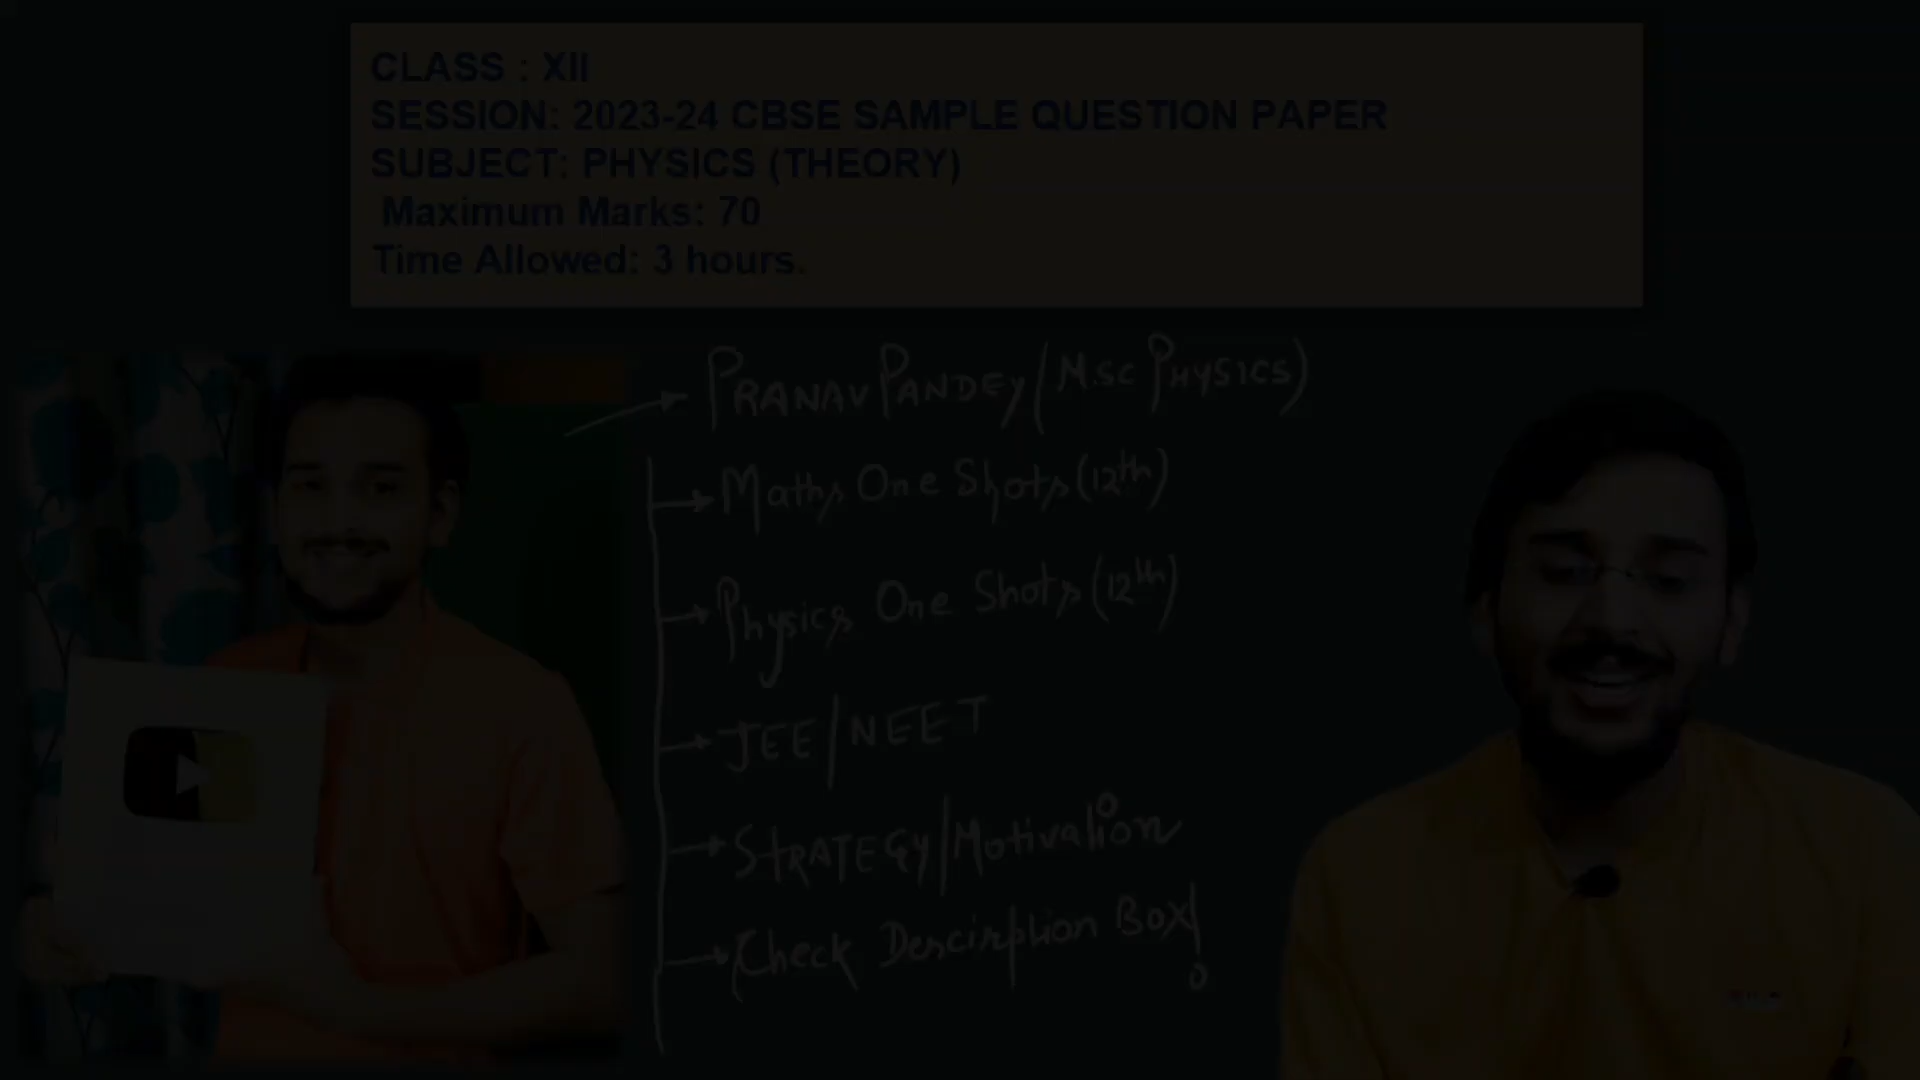 CLASS : XII
SESSION: 2023-24 CBSE SAMPLE QUESTION PAPER
SUBJECT: PHYSICS (THEORY)
Maximum Marks: 70
Time Allowed: 3 hours.
PRANAV PANDEY (M.SC PHYSICS)
Maths One Shots (12th)
Physics One Shots (12th)
JEE/NEET
STRATEGY/Motivation
Check Descirption Box!